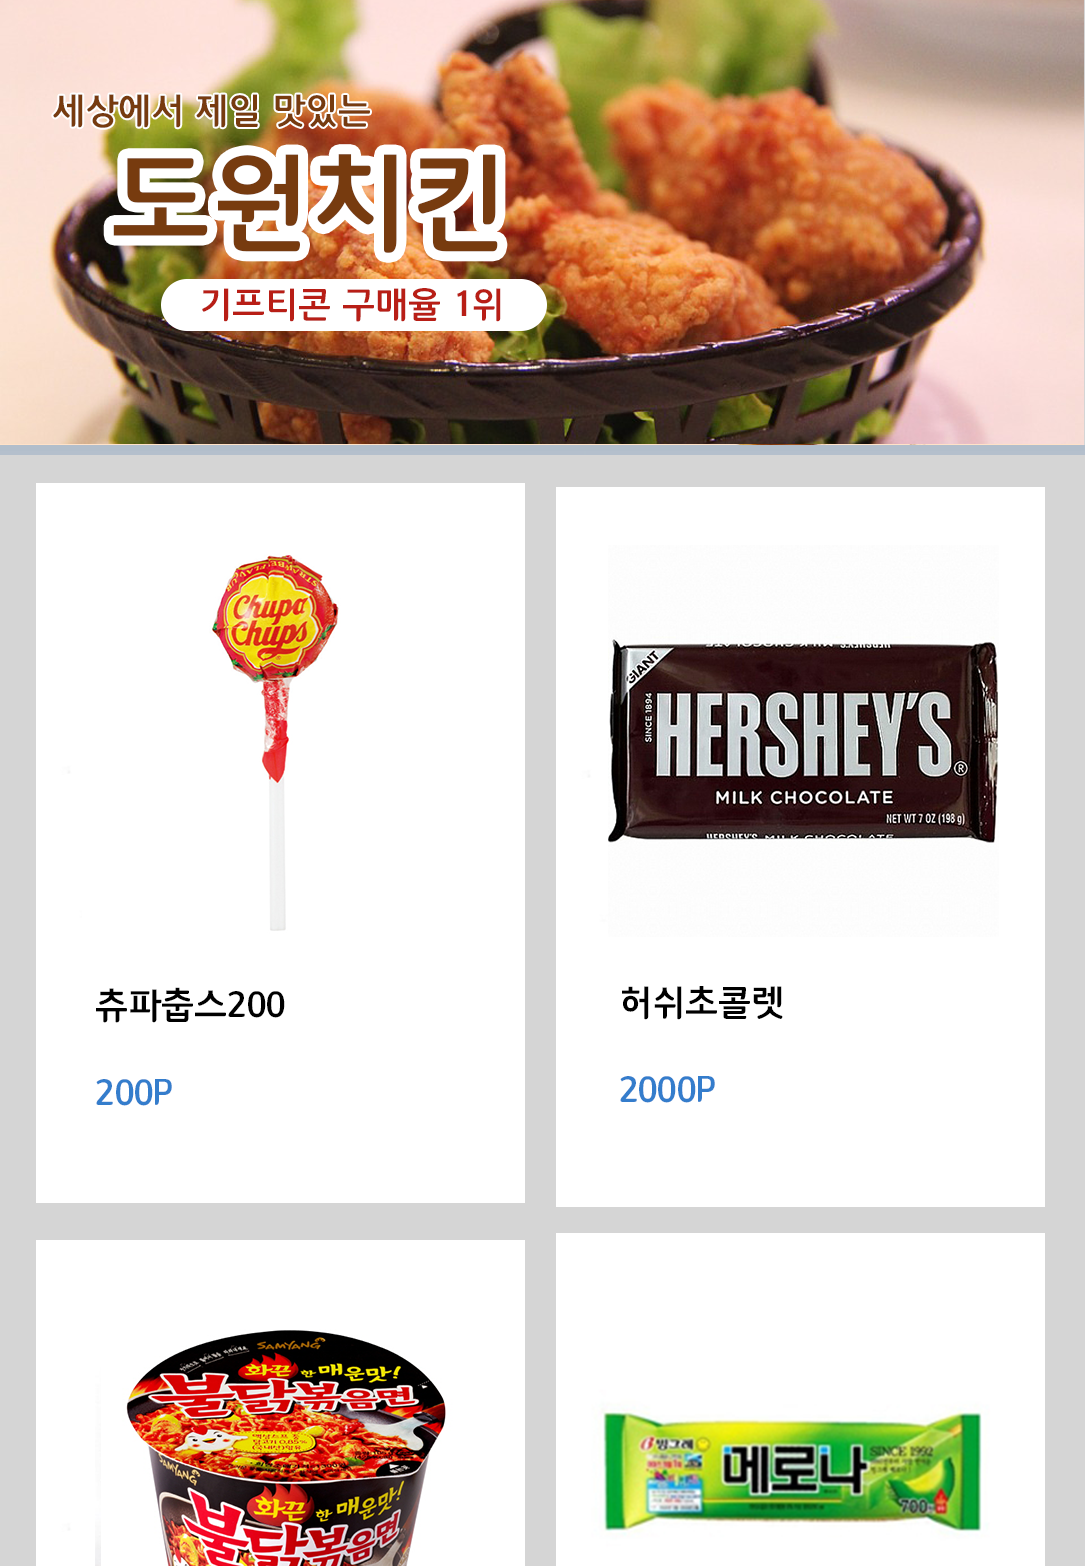 세상에서 제일 맛있는
도원치킨
기프티콘 구매율 1위
Chupa
Chups
GIANT
SINCE 1894
HERSHEY'S®
MILK CHOCOLATE
NET WT 7 OZ (198 g)
HERSHEY'S MILK CHOCOLATE
츄파춥스200
허쉬초콜렛
200P
2000P
SAMYANG
화끈한 매운맛!
불닭볶음면
SAMYANG
화끈한 매운맛!
불닭볶음면
빙그레
메로나
SINCE 1992
700